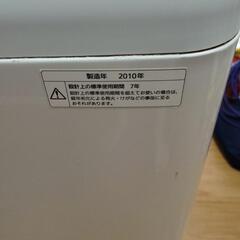 製造年 2010年
設計上の標準使用期間 7年
設計上の標準使用期間を超えてお使いの場合は、
経年劣化による発火・けがなどの事故に至る
おそれがあります。